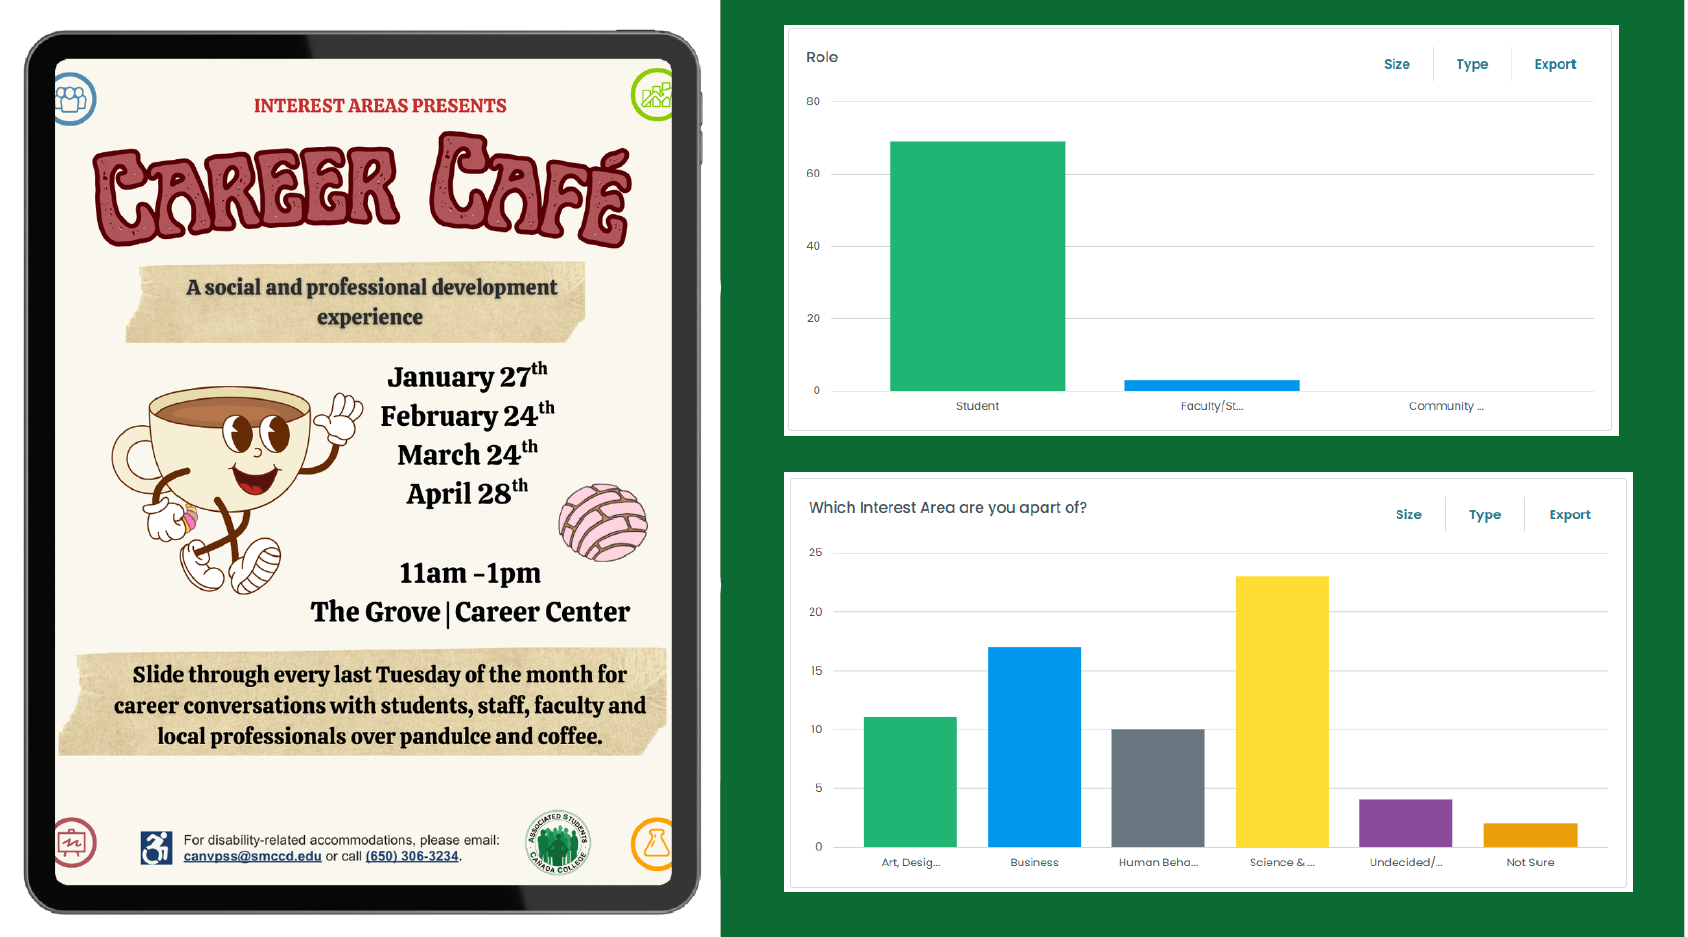 INTEREST AREAS PRESENTS
CAREER CAFÉ
A social and professional development
experience
January 27th
February 24th
March 24th
April 28th
11am -1pm
The Grove | Career Center
Slide through every last Tuesday of the month for
career conversations with students, staff, faculty and
local professionals over pandulce and coffee.
For disability-related accommodations, please email:
canvpss@smccd.edu or call (650) 306-3234.
ASSOCIATED STUDENTS
CAÑADA COLLEGE
Role
Size
Type
Export
80
60
40
20
0
Student
Faculty/St...
Community ...
Which Interest Area are you apart of?
Size
Type
Export
25
20
15
10
5
0
Art, Desig...
Business
Human Beha...
Science & ...
Undecided/...
Not Sure